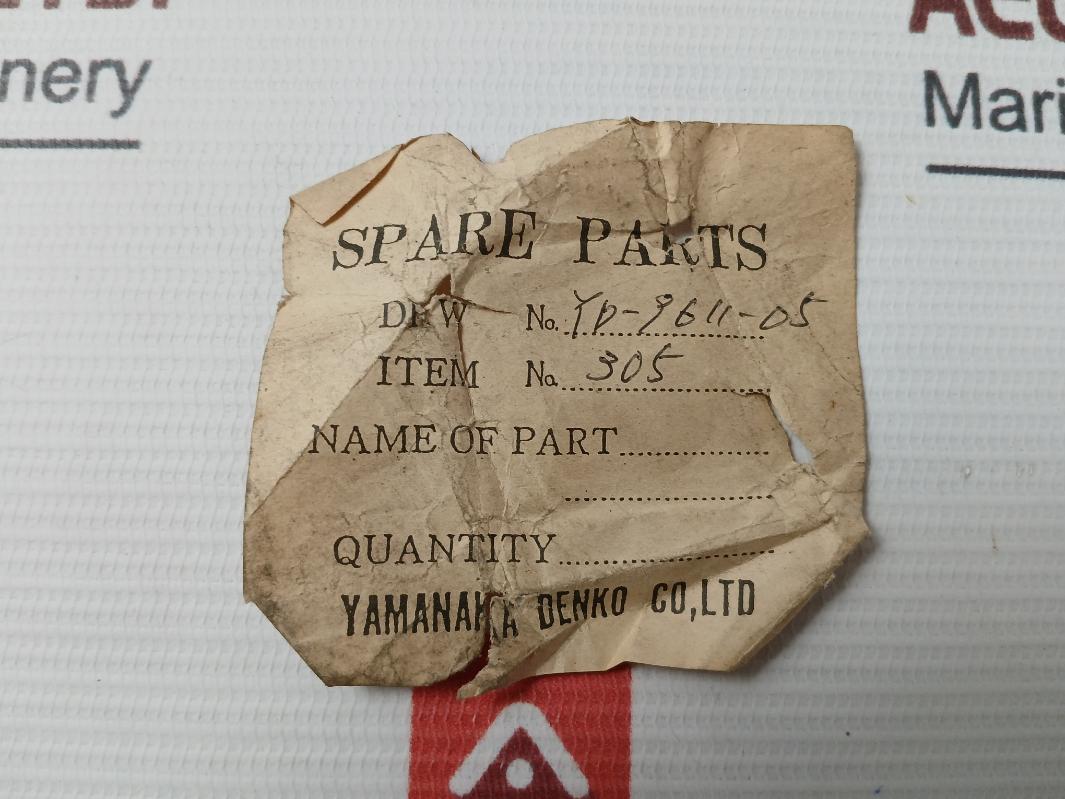 nery
Mari
SPARE PARTS
DRW No. YD-9611-05
ITEM No. 305
NAME OF PART
QUANTITY
YAMANAKA DENKO CO,LTD